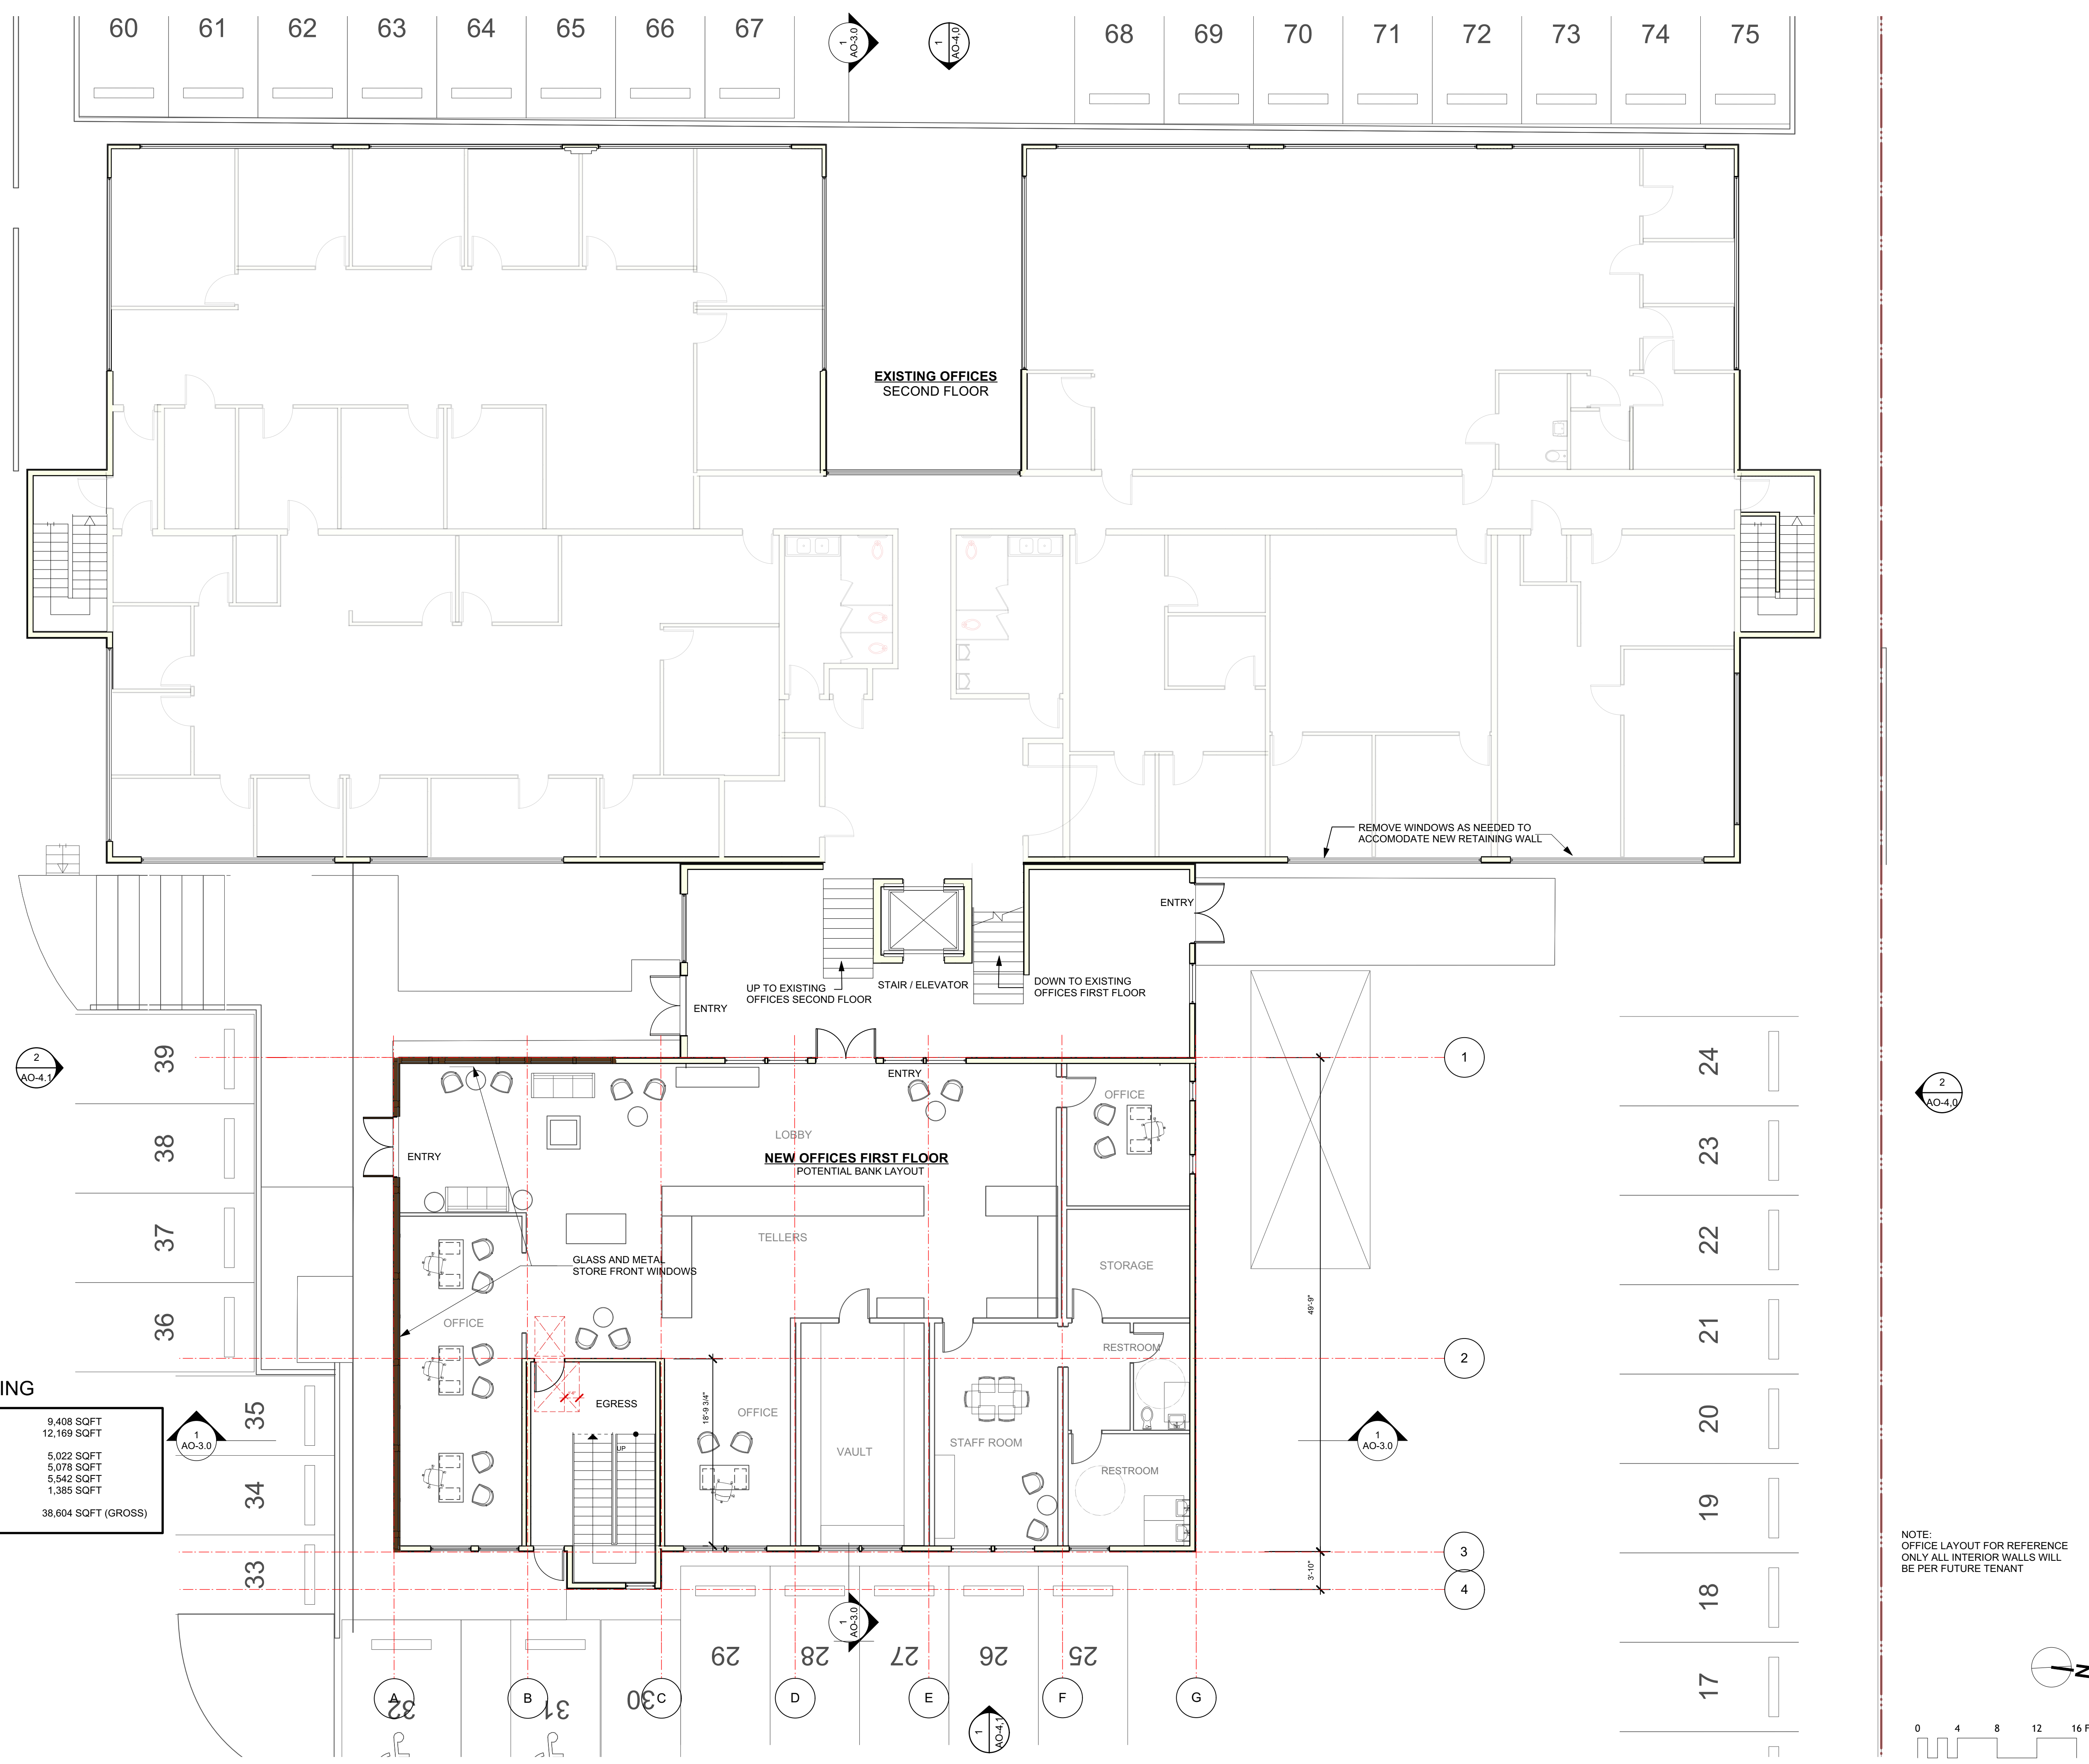 60 61 62 63 64 65 66 67
1
AO-3.0
1
AO-4.0
68 69 70 71 72 73 74 75
EXISTING OFFICES
SECOND FLOOR
REMOVE WINDOWS AS NEEDED TO
ACCOMODATE NEW RETAINING WALL
ENTRY
UP TO EXISTING
OFFICES SECOND FLOOR
STAIR / ELEVATOR
DOWN TO EXISTING
OFFICES FIRST FLOOR
ENTRY
2
AO-4.1
39
38
37
36
35
34
33
1
24
23
22
21
20
19
18
17
2
AO-4.0
ENTRY
OFFICE
LOBBY
NEW OFFICES FIRST FLOOR
POTENTIAL BANK LAYOUT
ENTRY
TELLERS
GLASS AND METAL
STORE FRONT WINDOWS
STORAGE
49'-9"
OFFICE
RESTROOM
2
18'-9 3/4"
EGRESS
UP
OFFICE
VAULT
STAFF ROOM
RESTROOM
1
AO-3.0
1
AO-3.0
ING
9,408 SQFT
12,169 SQFT
5,022 SQFT
5,078 SQFT
5,542 SQFT
1,385 SQFT
38,604 SQFT (GROSS)
3
3'-10"
4
NOTE:
OFFICE LAYOUT FOR REFERENCE
ONLY ALL INTERIOR WALLS WILL
BE PER FUTURE TENANT
1
AO-3.0
32 31 30 29 28 27 26 25
A B C D E F G
1
AO-4.1
N
0 4 8 12 16 F